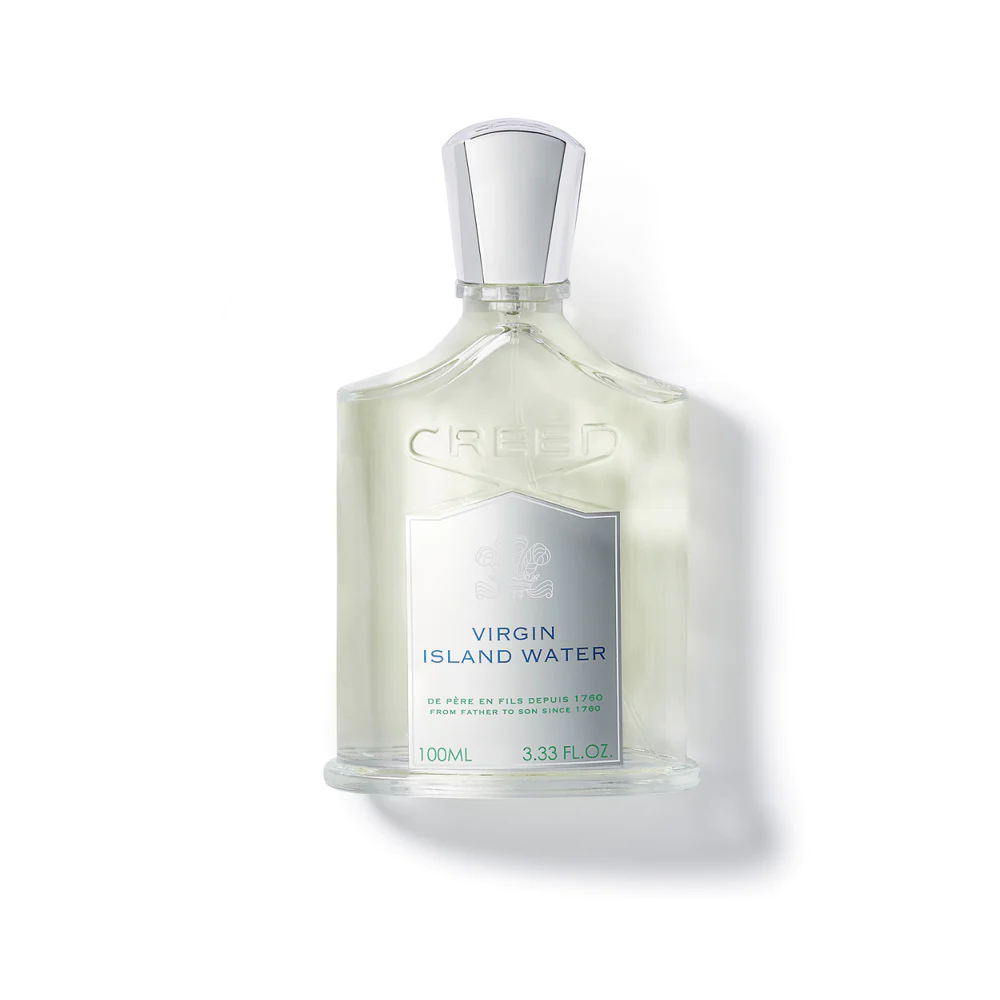 CREED
VIRGIN
ISLAND WATER
DE PÈRE EN FILS DEPUIS 1760
FROM FATHER TO SON SINCE 1760
100ML 3.33 FL.OZ.